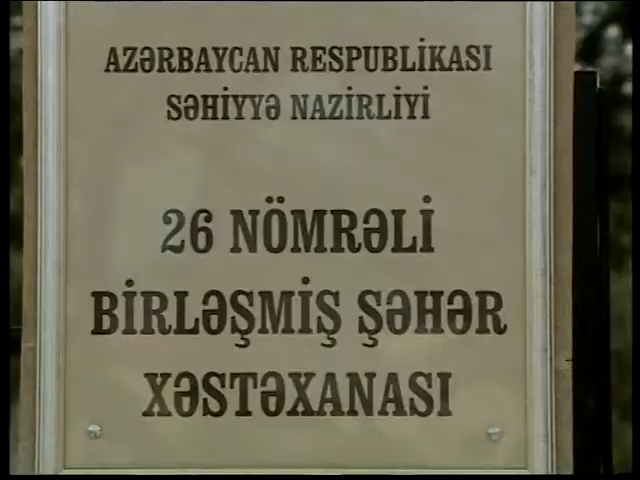 AZƏRBAYCAN RESPUBLİKASI
SƏHİYYƏ NAZİRLİYİ
26 NÖMRƏLİ
BİRLƏŞMİŞ ŞƏHƏR
XƏSTƏXANASI